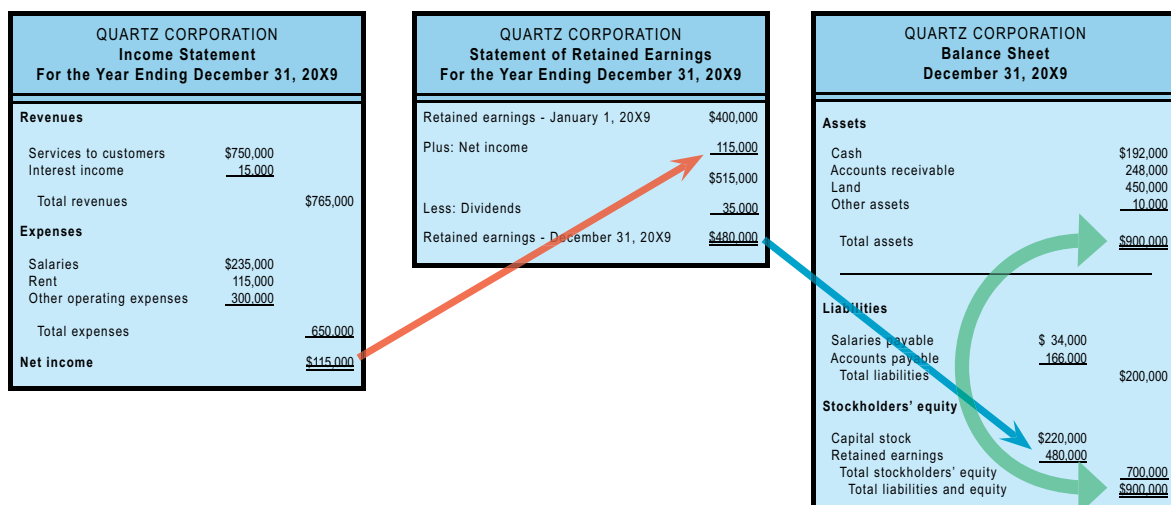 QUARTZ CORPORATION
Income Statement
For the Year Ending December 31, 20X9
Revenues
Services to customers $750,000
Interest income 15,000
Total revenues $765,000
Expenses
Salaries $235,000
Rent 115,000
Other operating expenses 300,000
Total expenses 650,000
Net income $115,000
QUARTZ CORPORATION
Statement of Retained Earnings
For the Year Ending December 31, 20X9
Retained earnings - January 1, 20X9 $400,000
Plus: Net income 115,000
$515,000
Less: Dividends 35,000
Retained earnings - December 31, 20X9 $480,000
QUARTZ CORPORATION
Balance Sheet
December 31, 20X9
Assets
Cash $192,000
Accounts receivable 248,000
Land 450,000
Other assets 10,000
Total assets $900,000
Liabilities
Salaries payable $ 34,000
Accounts payable 166,000
Total liabilities $200,000
Stockholders' equity
Capital stock $220,000
Retained earnings 480,000
Total stockholders' equity 700,000
Total liabilities and equity $900,000